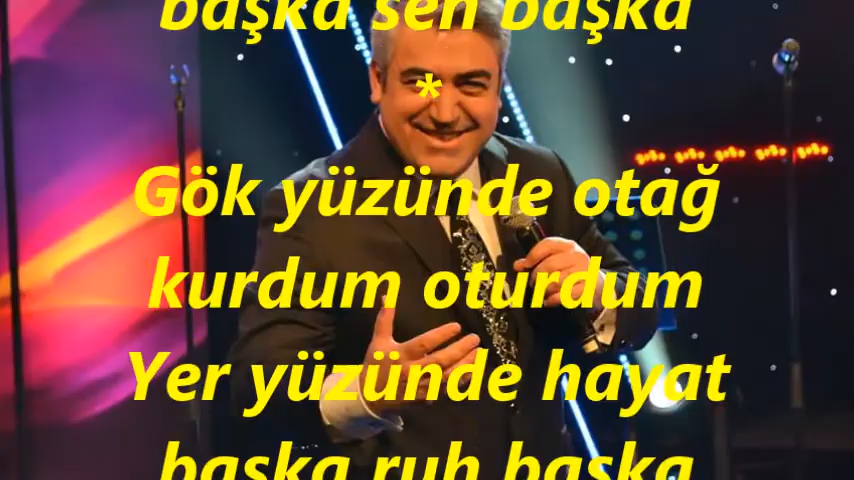 başka sen başka
*
Gök yüzünde otağ
kurdum oturdum
Yer yüzünde hayat
başka ruh başka